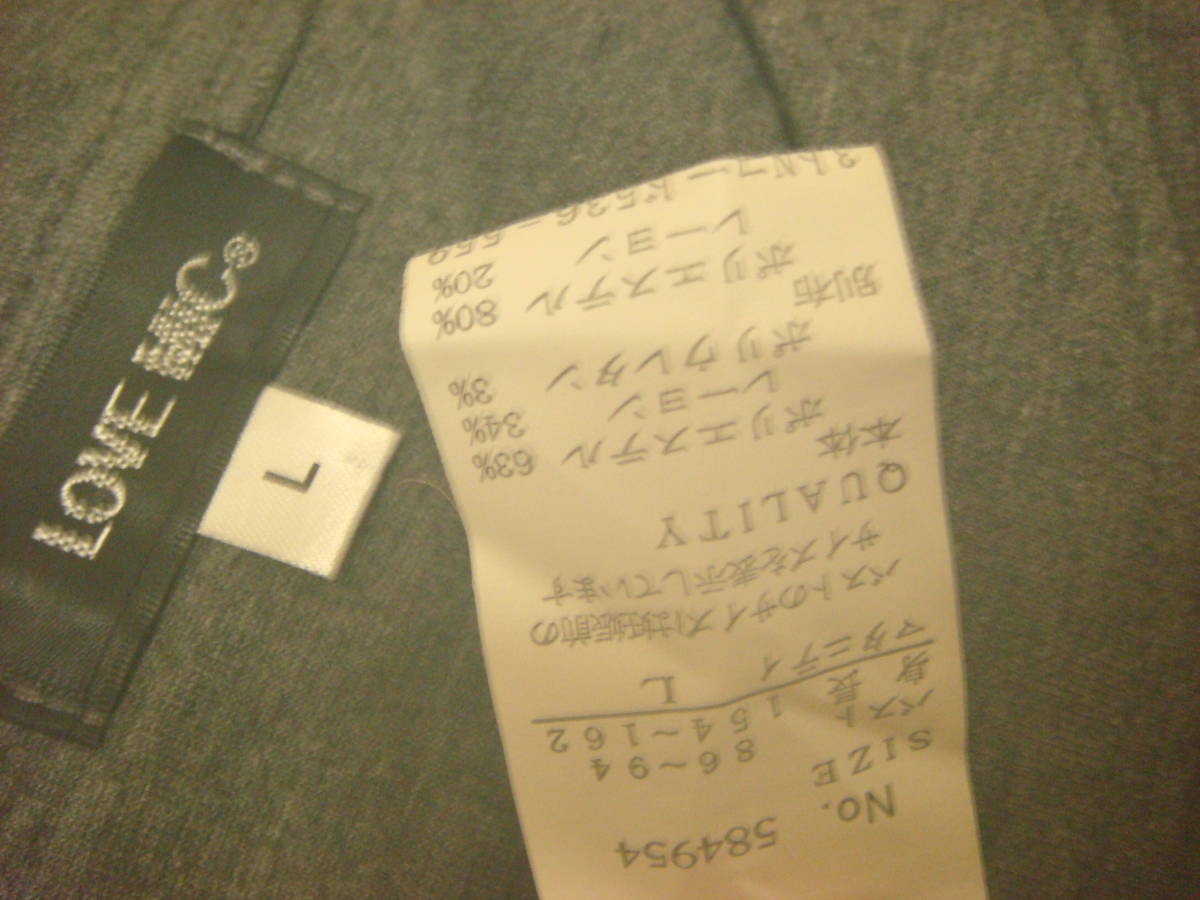 LOVE MIC®
L
No. 584954
SIZE
バスト 86~94
身長 154~162
マタニティ L
バストのサイズは妊娠前の
サイズを表示しています
QUALITY
本体
ポリエステル 63%
レーヨン 34%
ポリウレタン 3%
別布
ポリエステル 80%
レーヨン 20%